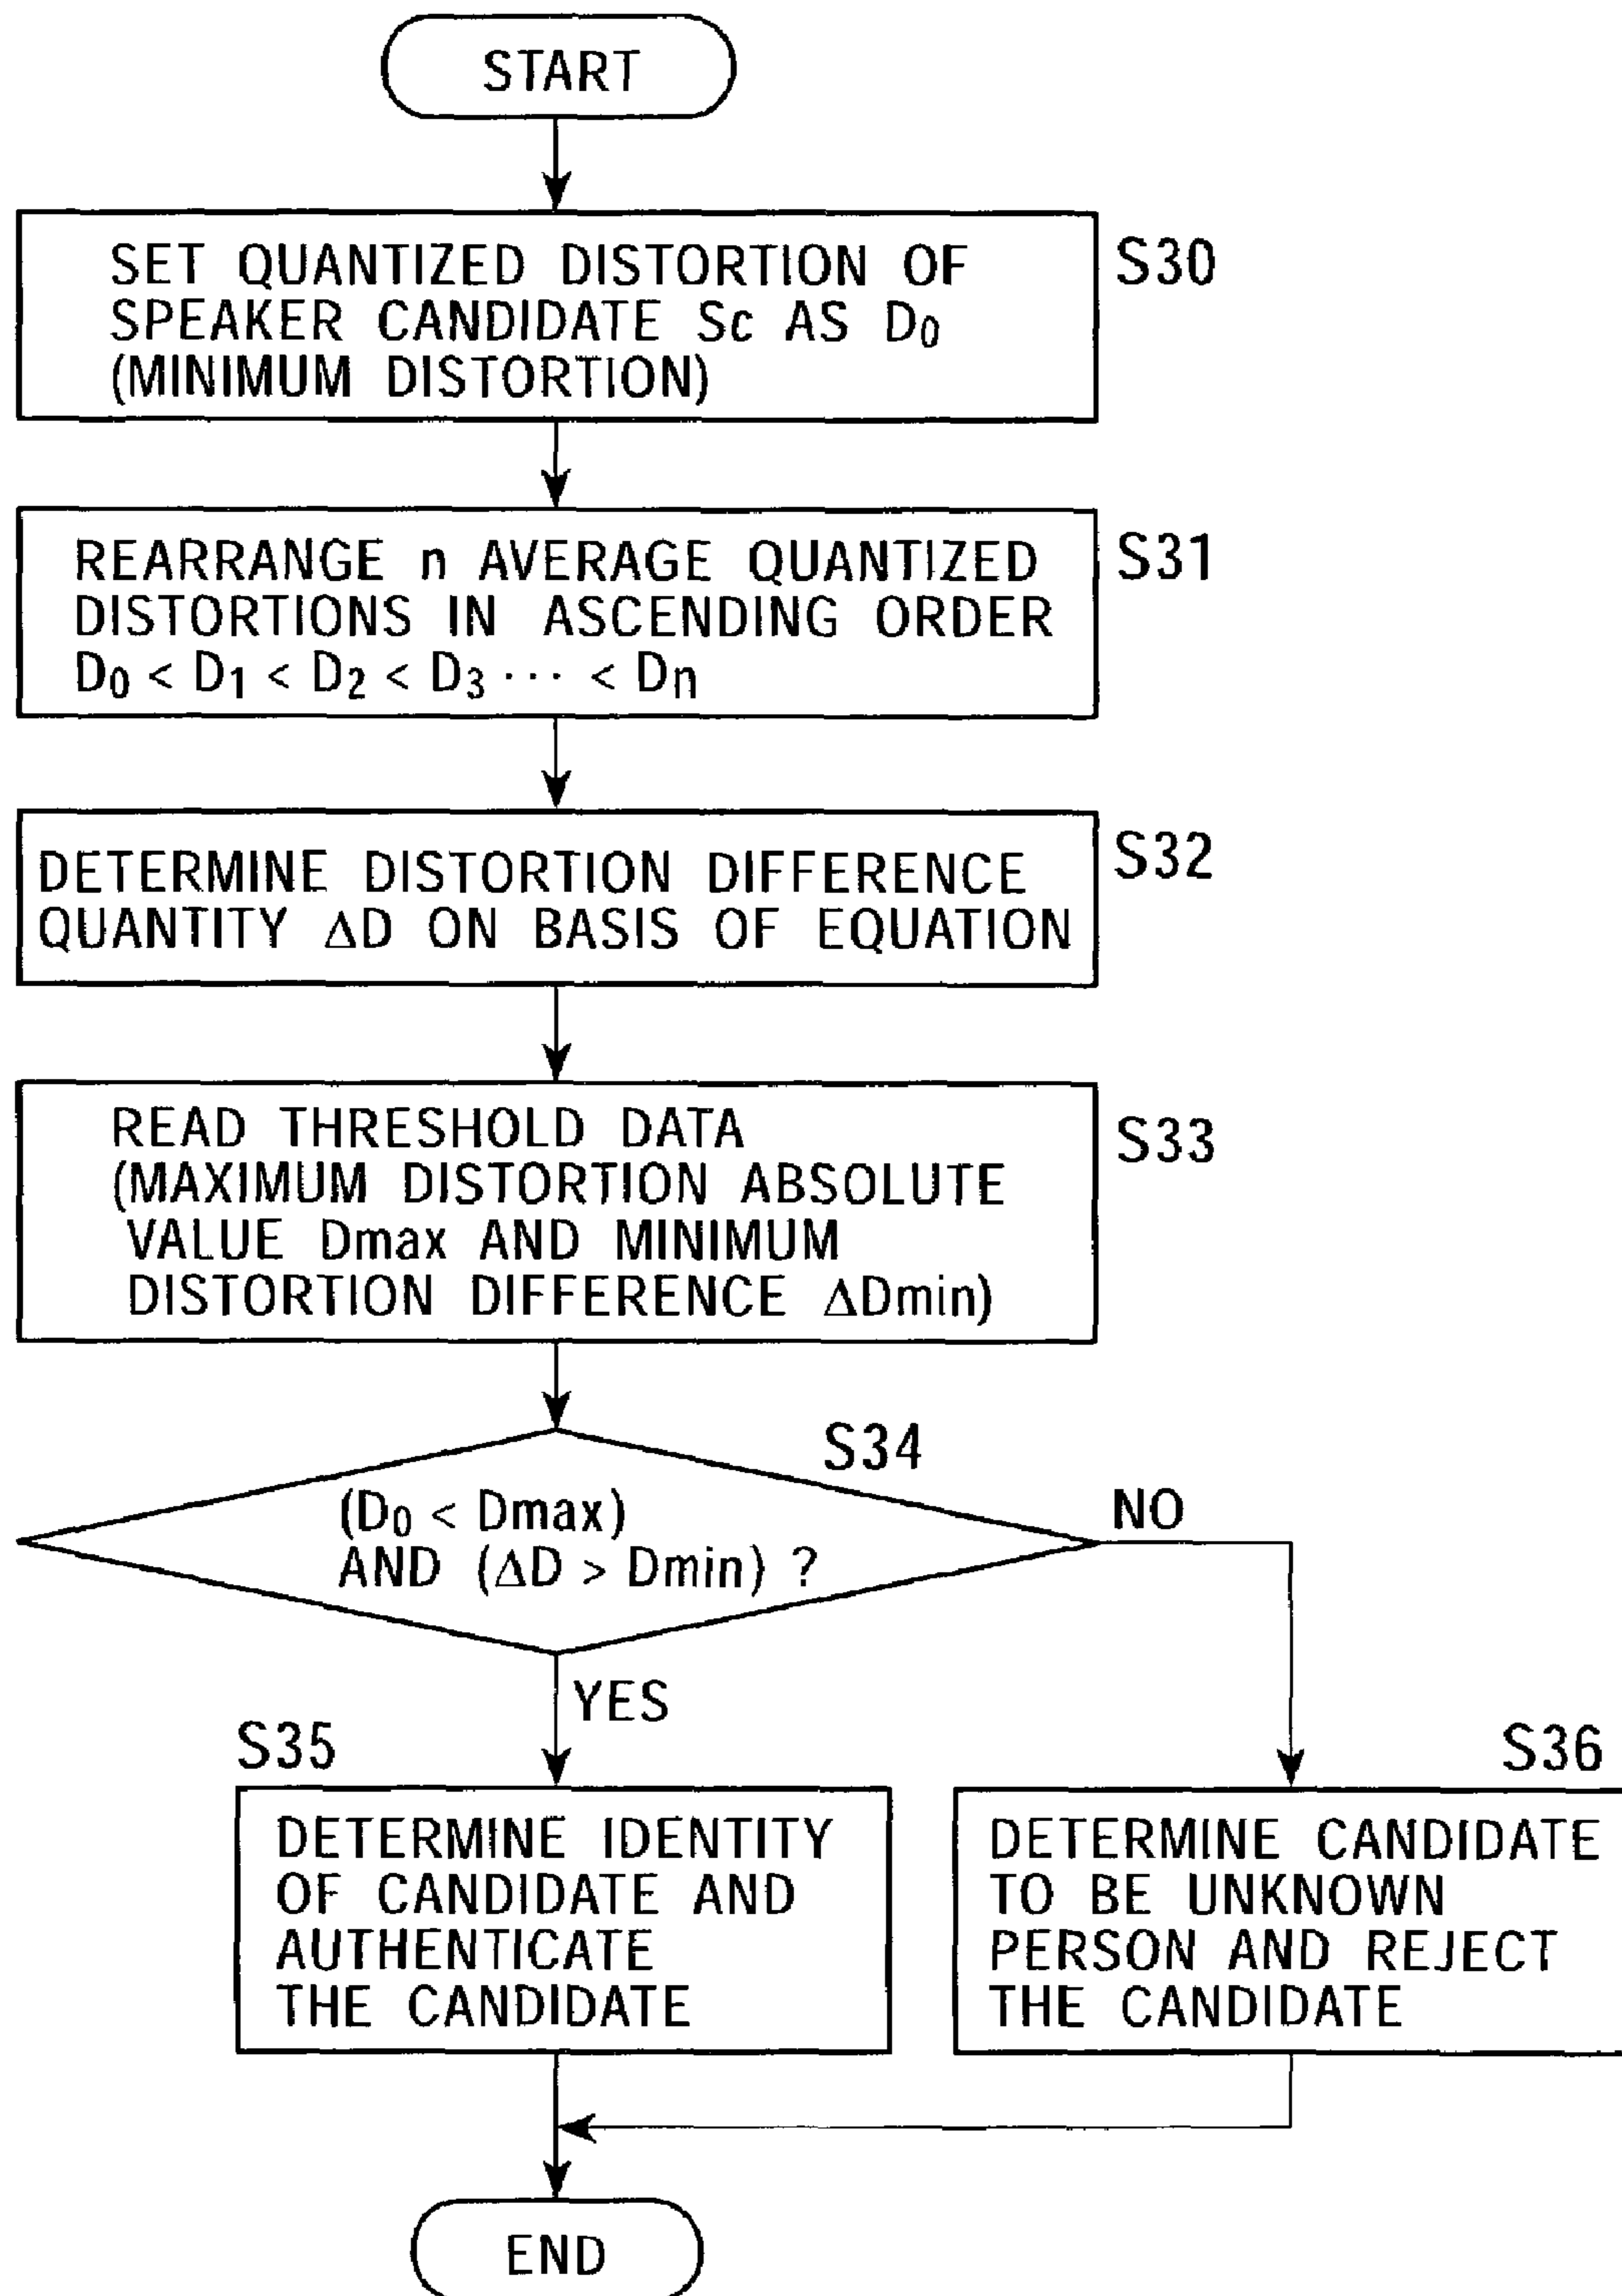 START
SET QUANTIZED DISTORTION OF
SPEAKER CANDIDATE Sc AS D0
(MINIMUM DISTORTION)
S30
REARRANGE n AVERAGE QUANTIZED
DISTORTIONS IN ASCENDING ORDER
D0 < D1 < D2 < D3 ··· < Dn
S31
DETERMINE DISTORTION DIFFERENCE
QUANTITY ΔD ON BASIS OF EQUATION
S32
READ THRESHOLD DATA
(MAXIMUM DISTORTION ABSOLUTE
VALUE Dmax AND MINIMUM
DISTORTION DIFFERENCE ΔDmin)
S33
S34
(D0 < Dmax)
AND (ΔD > Dmin) ?
NO
YES
S35
DETERMINE IDENTITY
OF CANDIDATE AND
AUTHENTICATE
THE CANDIDATE
S36
DETERMINE CANDIDATE
TO BE UNKNOWN
PERSON AND REJECT
THE CANDIDATE
END